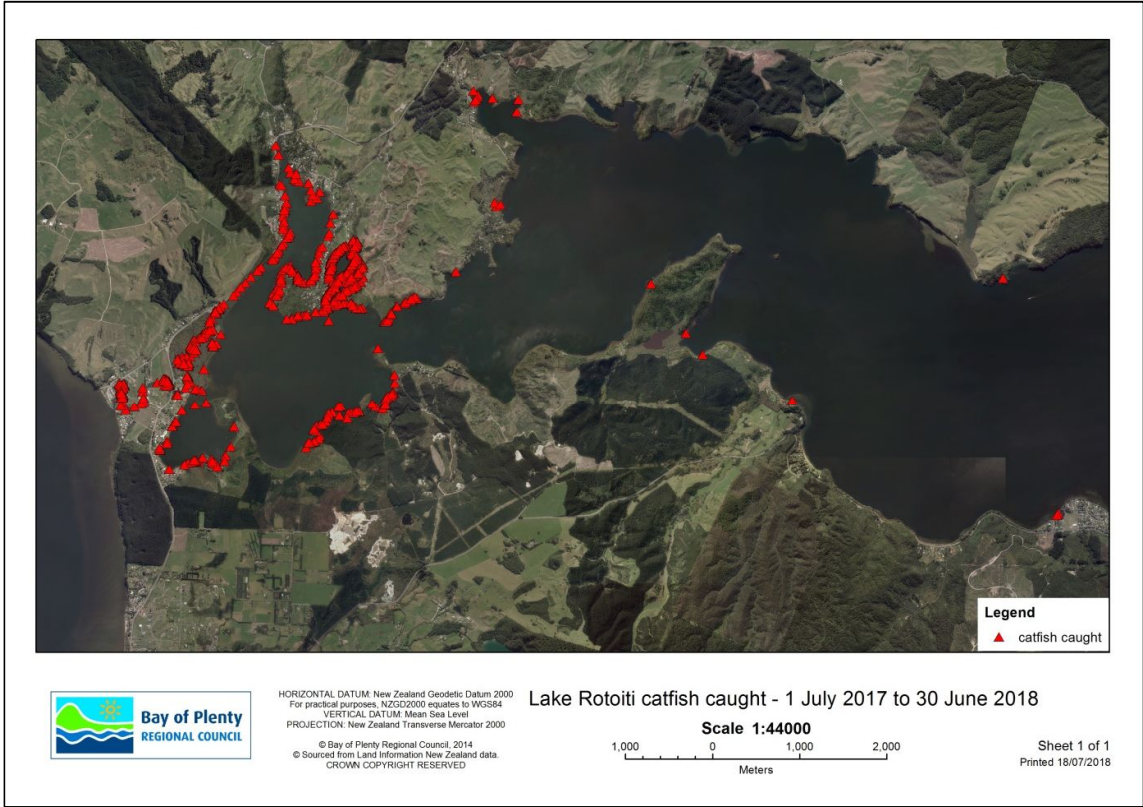 Legend
catfish caught
Bay of Plenty
REGIONAL COUNCIL
HORIZONTAL DATUM: New Zealand Geodetic Datum 2000
For practical purposes, NZGD2000 equates to WGS84
VERTICAL DATUM: Mean Sea Level
PROJECTION: New Zealand Transverse Mercator 2000
© Bay of Plenty Regional Council, 2014
© Sourced from Land Information New Zealand data.
CROWN COPYRIGHT RESERVED
Lake Rotoiti catfish caught - 1 July 2017 to 30 June 2018
Scale 1:44000
1,000 0 1,000 2,000
Meters
Sheet 1 of 1
Printed 18/07/2018